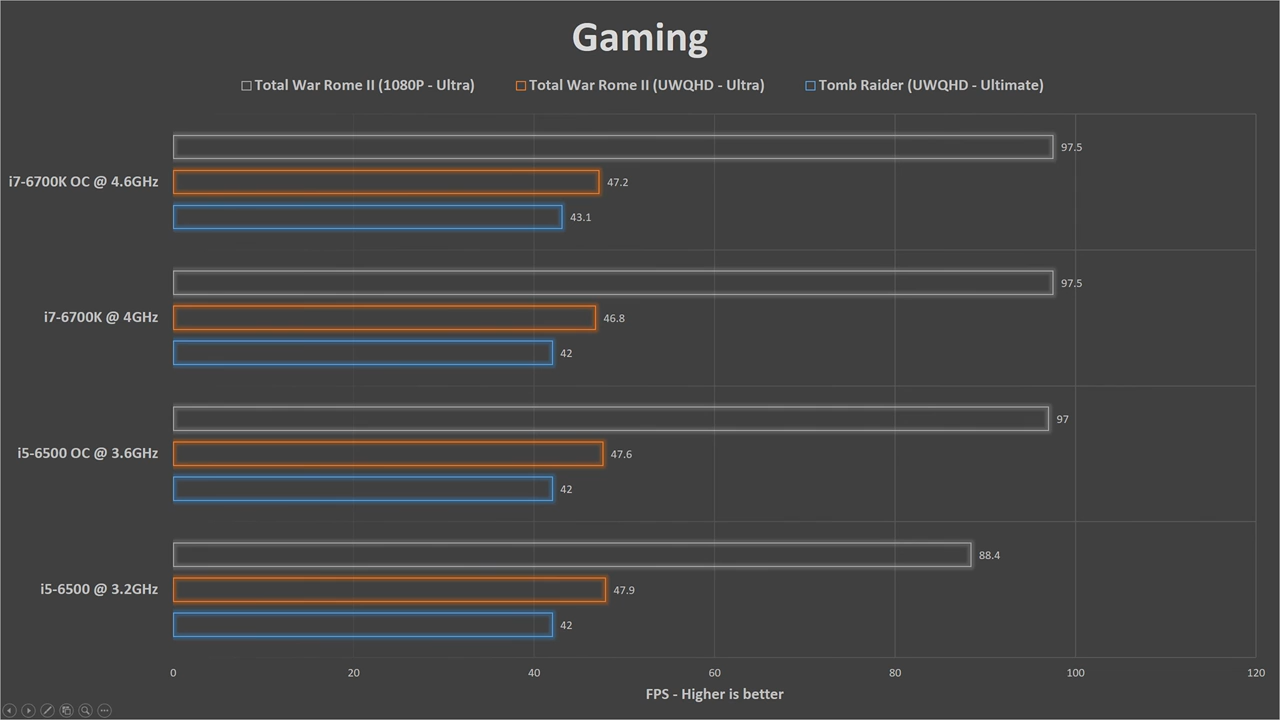 Gaming
Total War Rome II (1080P - Ultra) Total War Rome II (UWQHD - Ultra) Tomb Raider (UWQHD - Ultimate)
97.5
i7-6700K OC @ 4.6GHz 47.2
43.1
97.5
i7-6700K @ 4GHz 46.8
42
97
i5-6500 OC @ 3.6GHz 47.6
42
88.4
i5-6500 @ 3.2GHz 47.9
42
0 20 40 60 80 100 120
FPS - Higher is better